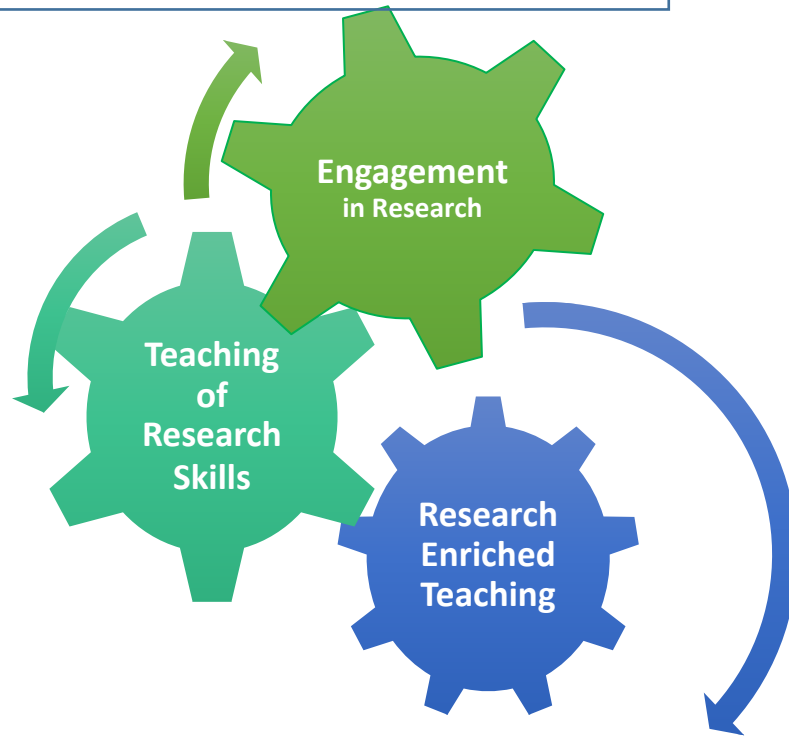 Engagement
in Research
Teaching
of
Research
Skills
Research
Enriched
Teaching